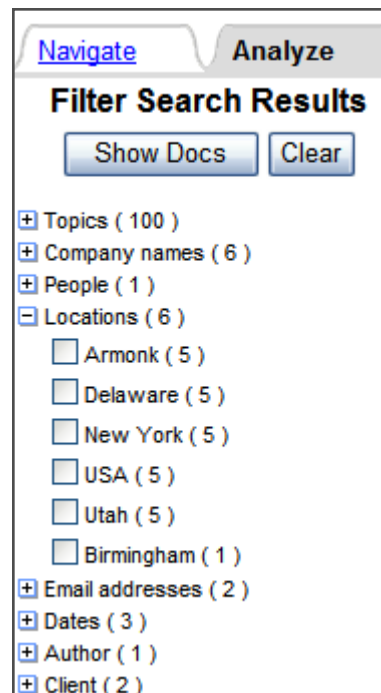 Navigate Analyze
Filter Search Results
Show Docs Clear
Topics ( 100 )
Company names ( 6 )
People ( 1 )
Locations ( 6 )
Armonk ( 5 )
Delaware ( 5 )
New York ( 5 )
USA ( 5 )
Utah ( 5 )
Birmingham ( 1 )
Email addresses ( 2 )
Dates ( 3 )
Author ( 1 )
Client ( 2 )